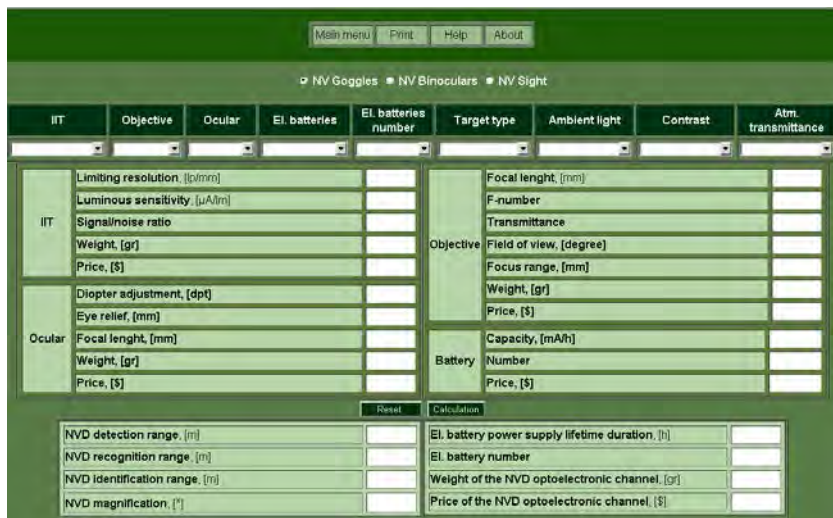 Main menu Print Help About
NV Goggles NV Binoculars NV Sight
IIT Objective Ocular El. batteries El. batteries number Target type Ambient light Contrast Atm. transmittance
IIT
Limiting resolution, [lp/mm]
Luminous sensitivity, [μA/lm]
Signal/noise ratio
Weight, [gr]
Price, [$]
Objective
Focal lenght, [mm]
F-number
Transmittance
Field of view, [degree]
Focus range, [mm]
Weight, [gr]
Price, [$]
Ocular
Diopter adjustment, [dpt]
Eye relief, [mm]
Focal lenght, [mm]
Weight, [gr]
Price, [$]
Battery
Capacity, [mA/h]
Number
Price, [$]
Reset Calculation
NVD detection range, [m]
NVD recognition range, [m]
NVD identification range, [m]
NVD magnification, [*]
El. battery power supply lifetime duration, [h]
El. battery number
Weight of the NVD optoelectronic channel, [gr]
Price of the NVD optoelectronic channel, [$]